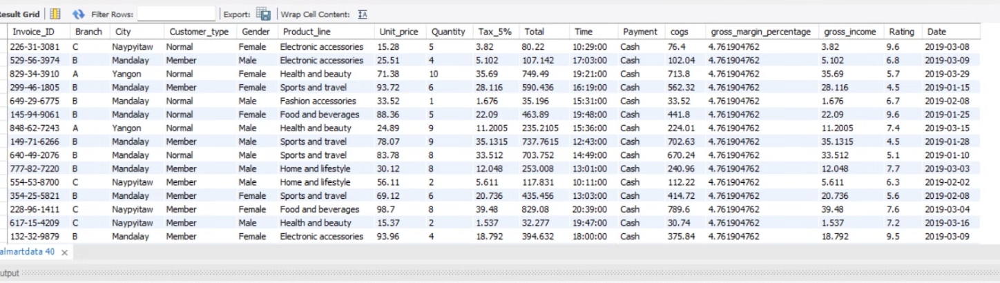 Result Grid Filter Rows: Export: Wrap Cell Content: IA
Invoice_ID Branch City Customer_type Gender Product_line Unit_price Quantity Tax_5% Total Time Payment cogs gross_margin_percentage gross_income Rating Date
226-31-3081 C Naypyitaw Normal Female Electronic accessories 15.28 5 3.82 80.22 10:29:00 Cash 76.4 4.761904762 3.82 9.6 2019-03-08
529-56-3974 B Mandalay Member Male Electronic accessories 25.51 4 5.102 107.142 17:03:00 Cash 102.04 4.761904762 5.102 6.8 2019-03-09
829-34-3910 A Yangon Normal Female Health and beauty 71.38 10 35.69 749.49 19:21:00 Cash 713.8 4.761904762 35.69 5.7 2019-03-29
299-46-1805 B Mandalay Member Female Sports and travel 93.72 6 28.116 590.436 16:19:00 Cash 562.32 4.761904762 28.116 4.5 2019-01-15
649-29-6775 B Mandalay Normal Male Fashion accessories 33.52 1 1.676 35.196 15:31:00 Cash 33.52 4.761904762 1.676 6.7 2019-02-08
145-94-9061 B Mandalay Normal Female Food and beverages 88.36 5 22.09 463.89 19:48:00 Cash 441.8 4.761904762 22.09 9.6 2019-01-25
848-62-7243 A Yangon Normal Male Health and beauty 24.89 9 11.2005 235.2105 15:36:00 Cash 224.01 4.761904762 11.2005 7.4 2019-03-15
149-71-6266 B Mandalay Member Male Sports and travel 78.07 9 35.1315 737.7615 12:43:00 Cash 702.63 4.761904762 35.1315 4.5 2019-01-28
640-49-2076 B Mandalay Normal Male Sports and travel 83.78 8 33.512 703.752 14:49:00 Cash 670.24 4.761904762 33.512 5.1 2019-01-10
777-82-7220 B Mandalay Member Male Home and lifestyle 30.12 8 12.048 253.008 13:01:00 Cash 240.96 4.761904762 12.048 7.7 2019-03-03
554-53-8700 C Naypyitaw Member Male Home and lifestyle 56.11 2 5.611 117.831 10:11:00 Cash 112.22 4.761904762 5.611 6.3 2019-02-02
354-25-5821 B Mandalay Member Female Sports and travel 69.12 6 20.736 435.456 13:03:00 Cash 414.72 4.761904762 20.736 5.6 2019-02-08
228-96-1411 C Naypyitaw Member Female Food and beverages 98.7 8 39.48 829.08 20:39:00 Cash 789.6 4.761904762 39.48 7.6 2019-03-04
617-15-4209 C Naypyitaw Member Male Health and beauty 15.37 2 1.537 32.277 19:47:00 Cash 30.74 4.761904762 1.537 7.2 2019-03-16
132-32-9879 B Mandalay Member Female Electronic accessories 93.96 4 18.792 394.632 18:00:00 Cash 375.84 4.761904762 18.792 9.5 2019-03-09
almartdata 40
utput